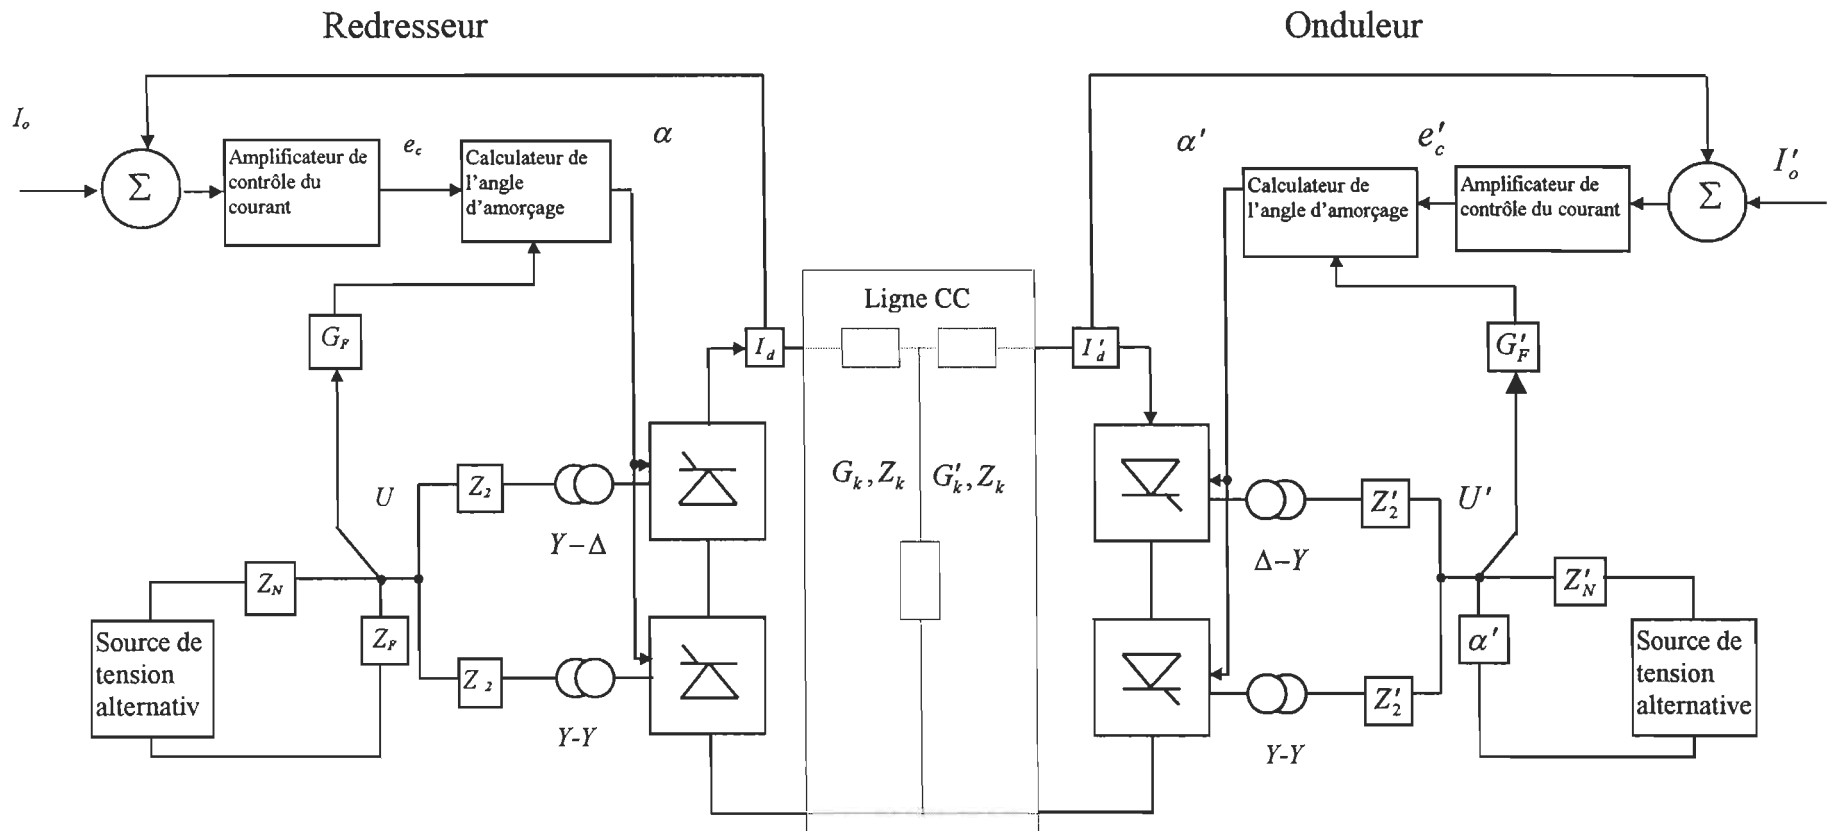 Redresseur
Onduleur
I_o
Σ
Amplificateur de
contrôle du
courant
e_c
Calculateur de
l'angle
d'amorçage
α
α'
Calculateur de
l'angle d'amorçage
e'_c
Amplificateur de
contrôle du courant
Σ
I'_o
G_F
I_d
Ligne CC
I'_d
G'_F
G_k, Z_k
G'_k, Z_k
U
Z_2
Y–Δ
Z'_2
U'
Δ–Y
Z_N
Z_F
Z'_N
α'
Source de
tension
alternativ
Z_2
Y-Y
Z'_2
Y-Y
Source de
tension
alternative